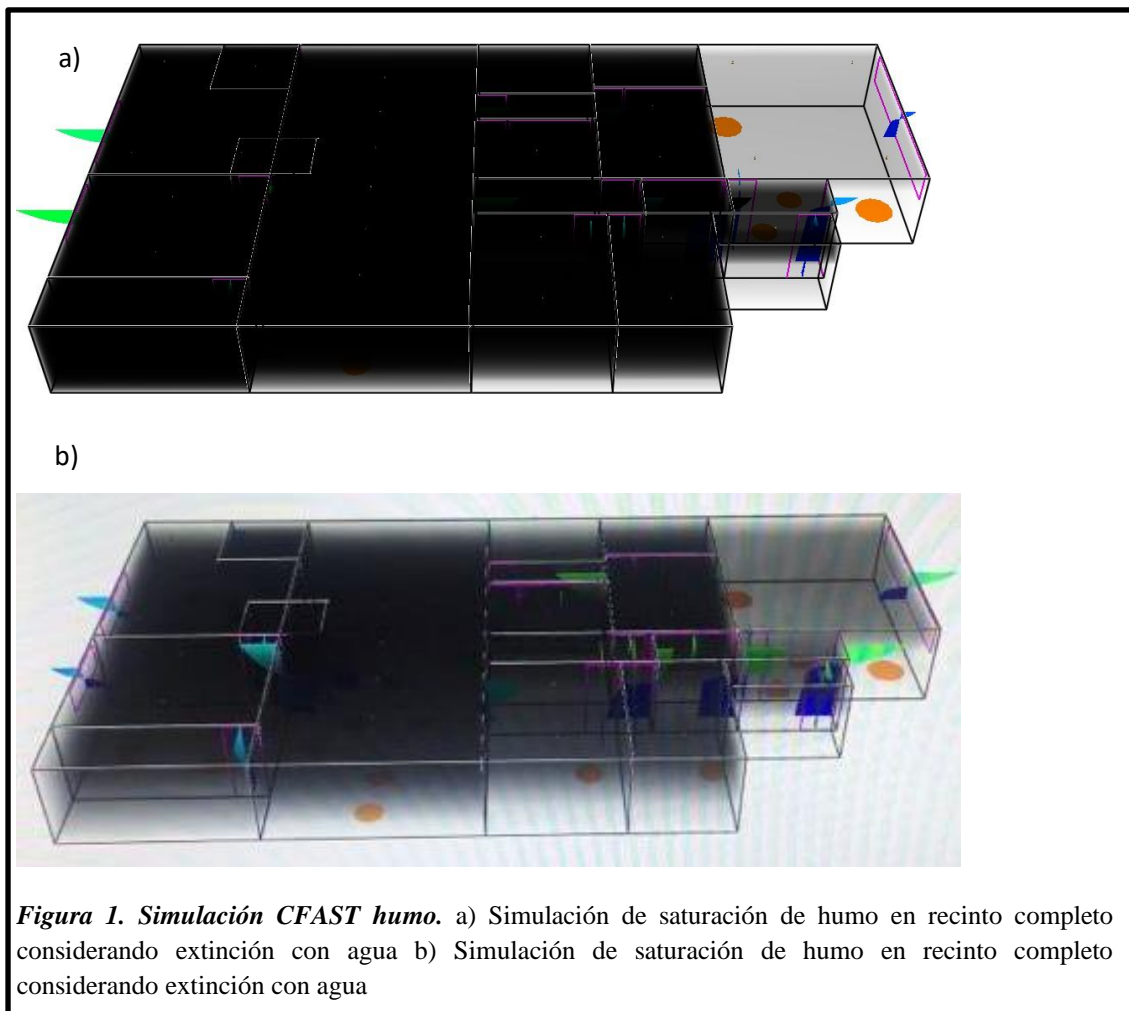 a)
b)
Figura 1. Simulación CFAST humo. a) Simulación de saturación de humo en recinto completo
considerando extinción con agua b) Simulación de saturación de humo en recinto completo
considerando extinción con agua